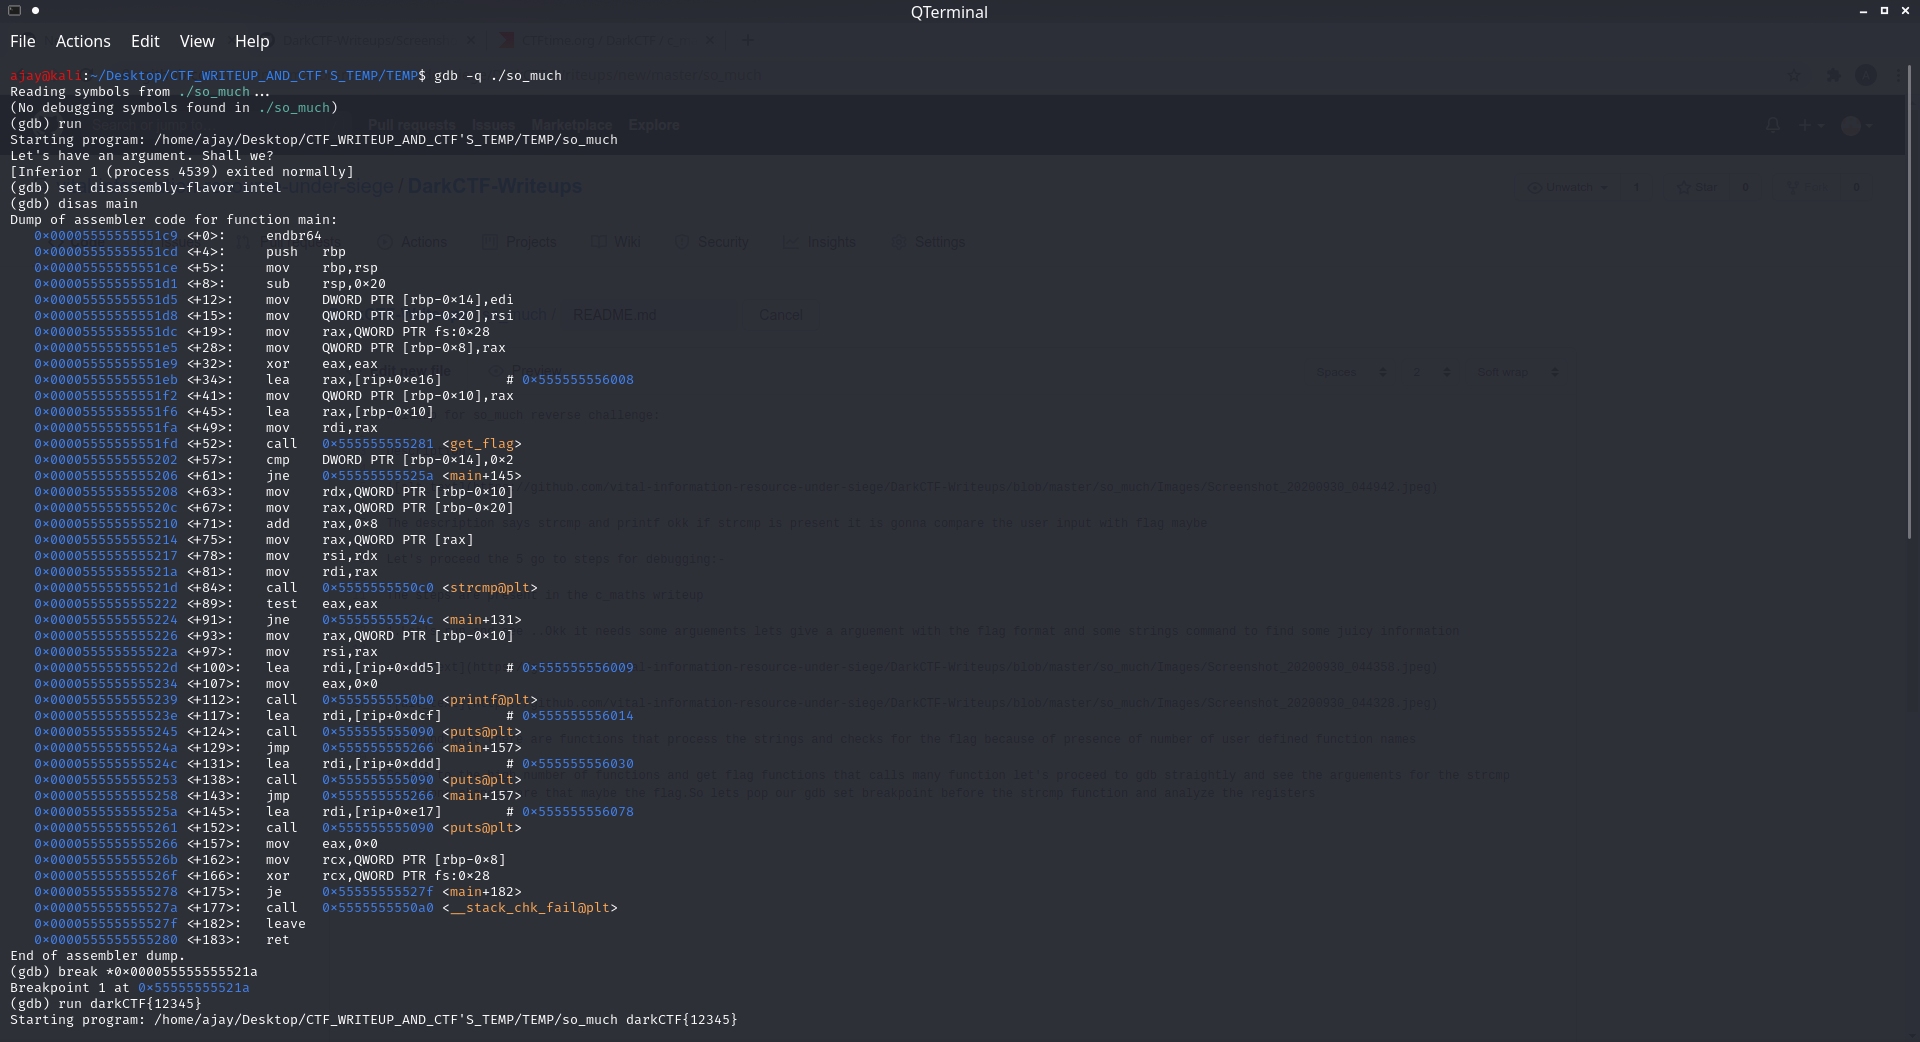 QTerminal
File Actions Edit View Help
ajay@kali:~/Desktop/CTF_WRITEUP_AND_CTF'S_TEMP/TEMP$ gdb -q ./so_much
Reading symbols from ./so_much...
(No debugging symbols found in ./so_much)
(gdb) run
Starting program: /home/ajay/Desktop/CTF_WRITEUP_AND_CTF'S_TEMP/TEMP/so_much
Let's have an argument. Shall we?
[Inferior 1 (process 4539) exited normally]
(gdb) set disassembly-flavor intel
(gdb) disas main
Dump of assembler code for function main:
0x00005555555551c9 <+0>: endbr64
0x00005555555551cd <+4>: push rbp
0x00005555555551ce <+5>: mov rbp,rsp
0x00005555555551d1 <+8>: sub rsp,0x20
0x00005555555551d5 <+12>: mov DWORD PTR [rbp-0x14],edi
0x00005555555551d8 <+15>: mov QWORD PTR [rbp-0x20],rsi
0x00005555555551dc <+19>: mov rax,QWORD PTR fs:0x28
0x00005555555551e5 <+28>: mov QWORD PTR [rbp-0x8],rax
0x00005555555551e9 <+32>: xor eax,eax
0x00005555555551eb <+34>: lea rax,[rip+0xe16] # 0x555555556008
0x00005555555551f2 <+41>: mov QWORD PTR [rbp-0x10],rax
0x00005555555551f6 <+45>: lea rax,[rbp-0x10]
0x00005555555551fa <+49>: mov rdi,rax
0x00005555555551fd <+52>: call 0x555555555281 <get_flag>
0x0000555555555202 <+57>: cmp DWORD PTR [rbp-0x14],0x2
0x0000555555555206 <+61>: jne 0x55555555525a <main+145>
0x0000555555555208 <+63>: mov rdx,QWORD PTR [rbp-0x10]
0x000055555555520c <+67>: mov rax,QWORD PTR [rbp-0x20]
0x0000555555555210 <+71>: add rax,0x8
0x0000555555555214 <+75>: mov rax,QWORD PTR [rax]
0x0000555555555217 <+78>: mov rsi,rdx
0x000055555555521a <+81>: mov rdi,rax
0x000055555555521d <+84>: call 0x5555555550c0 <strcmp@plt>
0x0000555555555222 <+89>: test eax,eax
0x0000555555555224 <+91>: jne 0x55555555524c <main+131>
0x0000555555555226 <+93>: mov rax,QWORD PTR [rbp-0x10]
0x000055555555522a <+97>: mov rsi,rax
0x000055555555522d <+100>: lea rdi,[rip+0xdd5] # 0x555555556009
0x0000555555555234 <+107>: mov eax,0x0
0x0000555555555239 <+112>: call 0x5555555550b0 <printf@plt>
0x000055555555523e <+117>: lea rdi,[rip+0xdcf] # 0x555555556014
0x0000555555555245 <+124>: call 0x555555555090 <puts@plt>
0x000055555555524a <+129>: jmp 0x555555555266 <main+157>
0x000055555555524c <+131>: lea rdi,[rip+0xddd] # 0x555555556030
0x0000555555555253 <+138>: call 0x555555555090 <puts@plt>
0x0000555555555258 <+143>: jmp 0x555555555266 <main+157>
0x000055555555525a <+145>: lea rdi,[rip+0xe17] # 0x555555556078
0x0000555555555261 <+152>: call 0x555555555090 <puts@plt>
0x0000555555555266 <+157>: mov eax,0x0
0x000055555555526b <+162>: mov rcx,QWORD PTR [rbp-0x8]
0x000055555555526f <+166>: xor rcx,QWORD PTR fs:0x28
0x0000555555555278 <+175>: je 0x55555555527f <main+182>
0x000055555555527a <+177>: call 0x5555555550a0 <__stack_chk_fail@plt>
0x000055555555527f <+182>: leave
0x0000555555555280 <+183>: ret
End of assembler dump.
(gdb) break *0x000055555555521a
Breakpoint 1 at 0x55555555521a
(gdb) run darkCTF{12345}
Starting program: /home/ajay/Desktop/CTF_WRITEUP_AND_CTF'S_TEMP/TEMP/so_much darkCTF{12345}